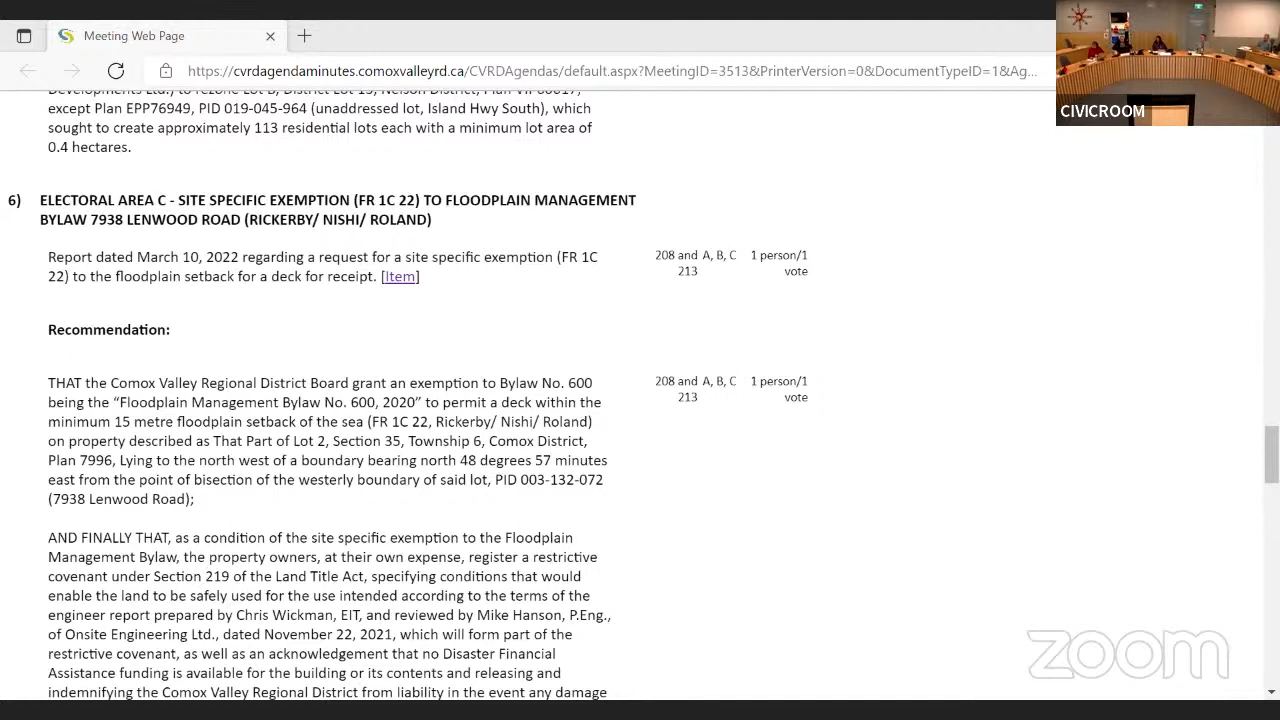 Meeting Web Page
https://cvrdagendaminutes.comoxvalleyrd.ca/CVRDAgendas/default.aspx?MeetingID=3513&PrinterVersion=0&DocumentTypeID=1&Ag...
CIVICROOM
Developments Ltd.) to rezone Lot B, District Lot 15, Nelson District, Plan
except Plan EPP76949, PID 019-045-964 (unaddressed lot, Island Hwy South), which
sought to create approximately 113 residential lots each with a minimum lot area of
0.4 hectares.
6) ELECTORAL AREA C - SITE SPECIFIC EXEMPTION (FR 1C 22) TO FLOODPLAIN MANAGEMENT
BYLAW 7938 LENWOOD ROAD (RICKERBY/ NISHI/ ROLAND)
Report dated March 10, 2022 regarding a request for a site specific exemption (FR 1C 208 and A, B, C 1 person/1
22) to the floodplain setback for a deck for receipt. [Item] 213 vote
Recommendation:
THAT the Comox Valley Regional District Board grant an exemption to Bylaw No. 600 208 and A, B, C 1 person/1
being the “Floodplain Management Bylaw No. 600, 2020” to permit a deck within the 213 vote
minimum 15 metre floodplain setback of the sea (FR 1C 22, Rickerby/ Nishi/ Roland)
on property described as That Part of Lot 2, Section 35, Township 6, Comox District,
Plan 7996, Lying to the north west of a boundary bearing north 48 degrees 57 minutes
east from the point of bisection of the westerly boundary of said lot, PID 003-132-072
(7938 Lenwood Road);
AND FINALLY THAT, as a condition of the site specific exemption to the Floodplain
Management Bylaw, the property owners, at their own expense, register a restrictive
covenant under Section 219 of the Land Title Act, specifying conditions that would
enable the land to be safely used for the use intended according to the terms of the
engineer report prepared by Chris Wickman, EIT, and reviewed by Mike Hanson, P.Eng.,
of Onsite Engineering Ltd., dated November 22, 2021, which will form part of the
restrictive covenant, as well as an acknowledgement that no Disaster Financial
Assistance funding is available for the building or its contents and releasing and
indemnifying the Comox Valley Regional District from liability in the event any damage
zoom